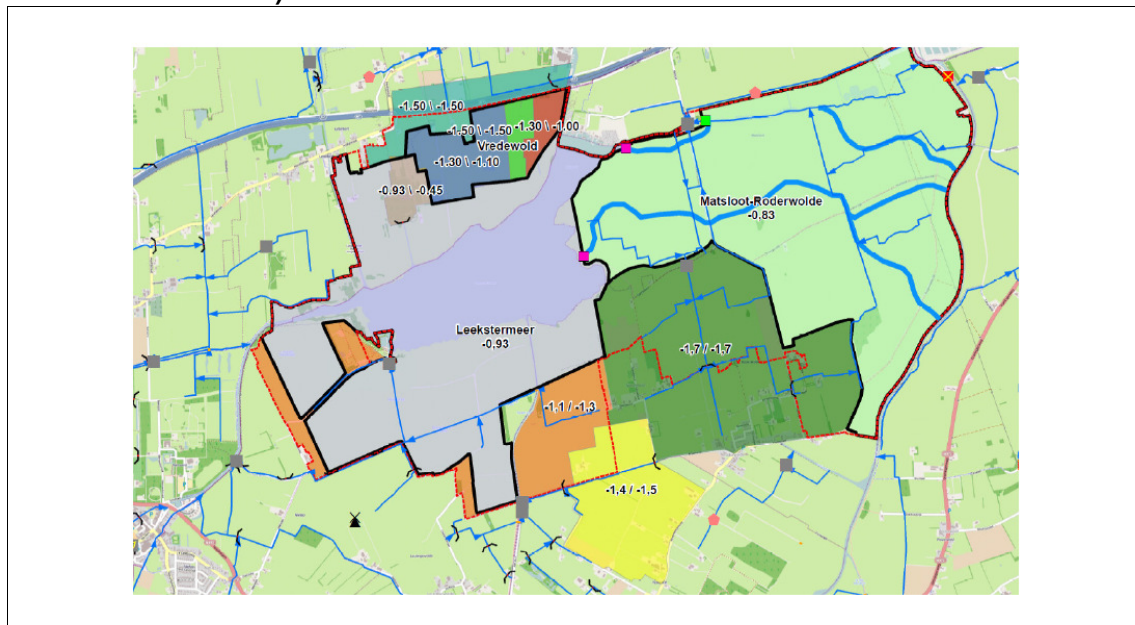 -1.50 \ -1.50
-1.50 \ -1.50
-1.30 \ -1.00
Vredewold
-1.30 \ -1.10
-0.93 \ -0,45
Matsloot-Roderwolde
-0.83
Leekstermeer
-0,93
-1,7 / -1,7
-1,1 / -1,3
-1,4 / -1,5